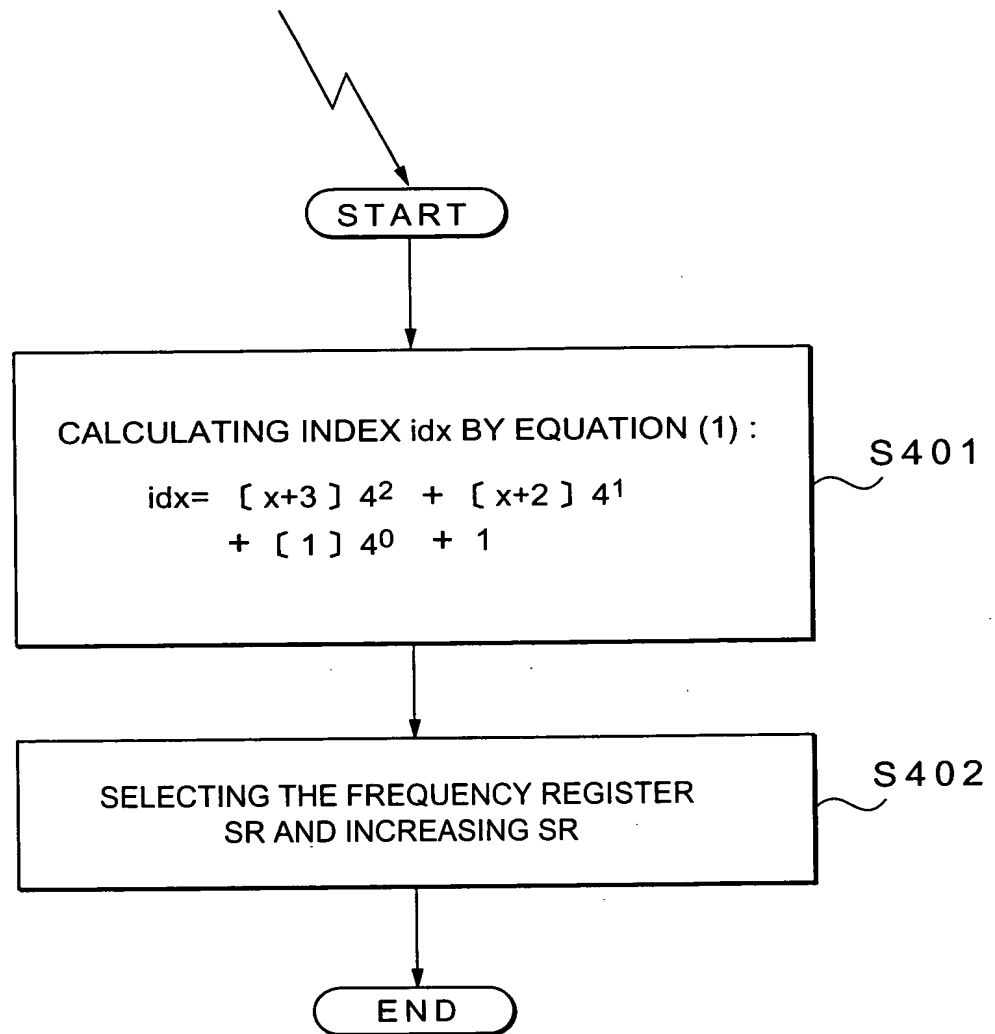 START
CALCULATING INDEX idx BY EQUATION (1) :
idx= 〔 x+3 〕 4² + 〔 x+2 〕 4¹
+ 〔 1 〕 4⁰ + 1
S401
SELECTING THE FREQUENCY REGISTER
SR AND INCREASING SR
S402
END